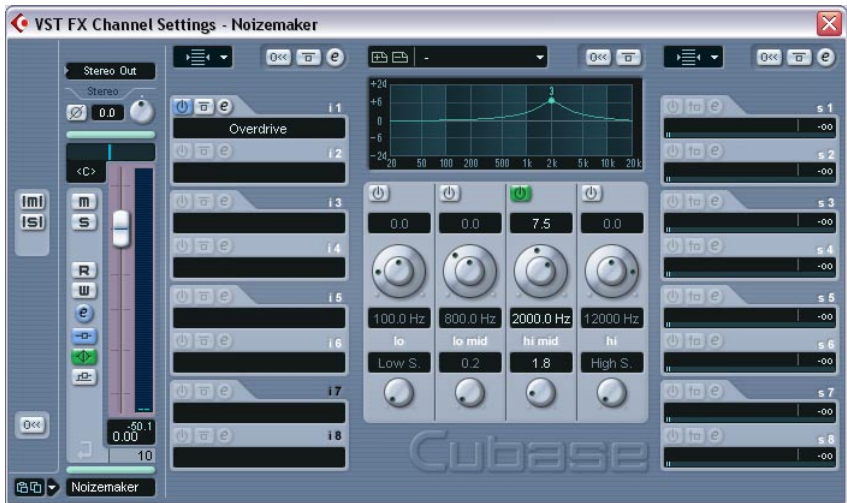 VST FX Channel Settings - Noizemaker
Stereo Out
Stereo
0.0
<C>
m
S
R
W
e
-50.1
0.00
10
Noizemaker
i 1
Overdrive
i 2
i 3
i 4
i 5
i 6
i 7
i 8
-
+24
+6
0
-6
-24
3
20 50 100 200 500 1k 2k 5k 10k 20k
0.0 0.0 7.5 0.0
100.0 Hz 800.0 Hz 2000.0 Hz 12000 Hz
lo lo mid hi mid hi
Low S. 0.2 1.8 High S.
Cubase
s 1
-oo
s 2
-oo
s 3
-oo
s 4
-oo
s 5
-oo
s 6
-oo
s 7
-oo
s 8
-oo